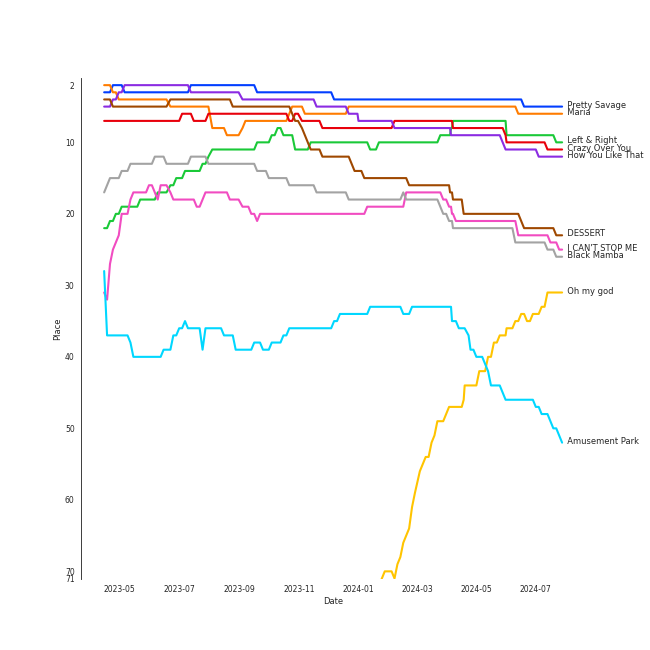 2
10
20
30
40
50
60
70
71
Place
2023-05
2023-07
2023-09
2023-11
2024-01
2024-03
2024-05
2024-07
Date
Pretty Savage
Maria
Left & Right
Crazy Over You
How You Like That
DESSERT
I CAN'T STOP ME
Black Mamba
Oh my god
Amusement Park